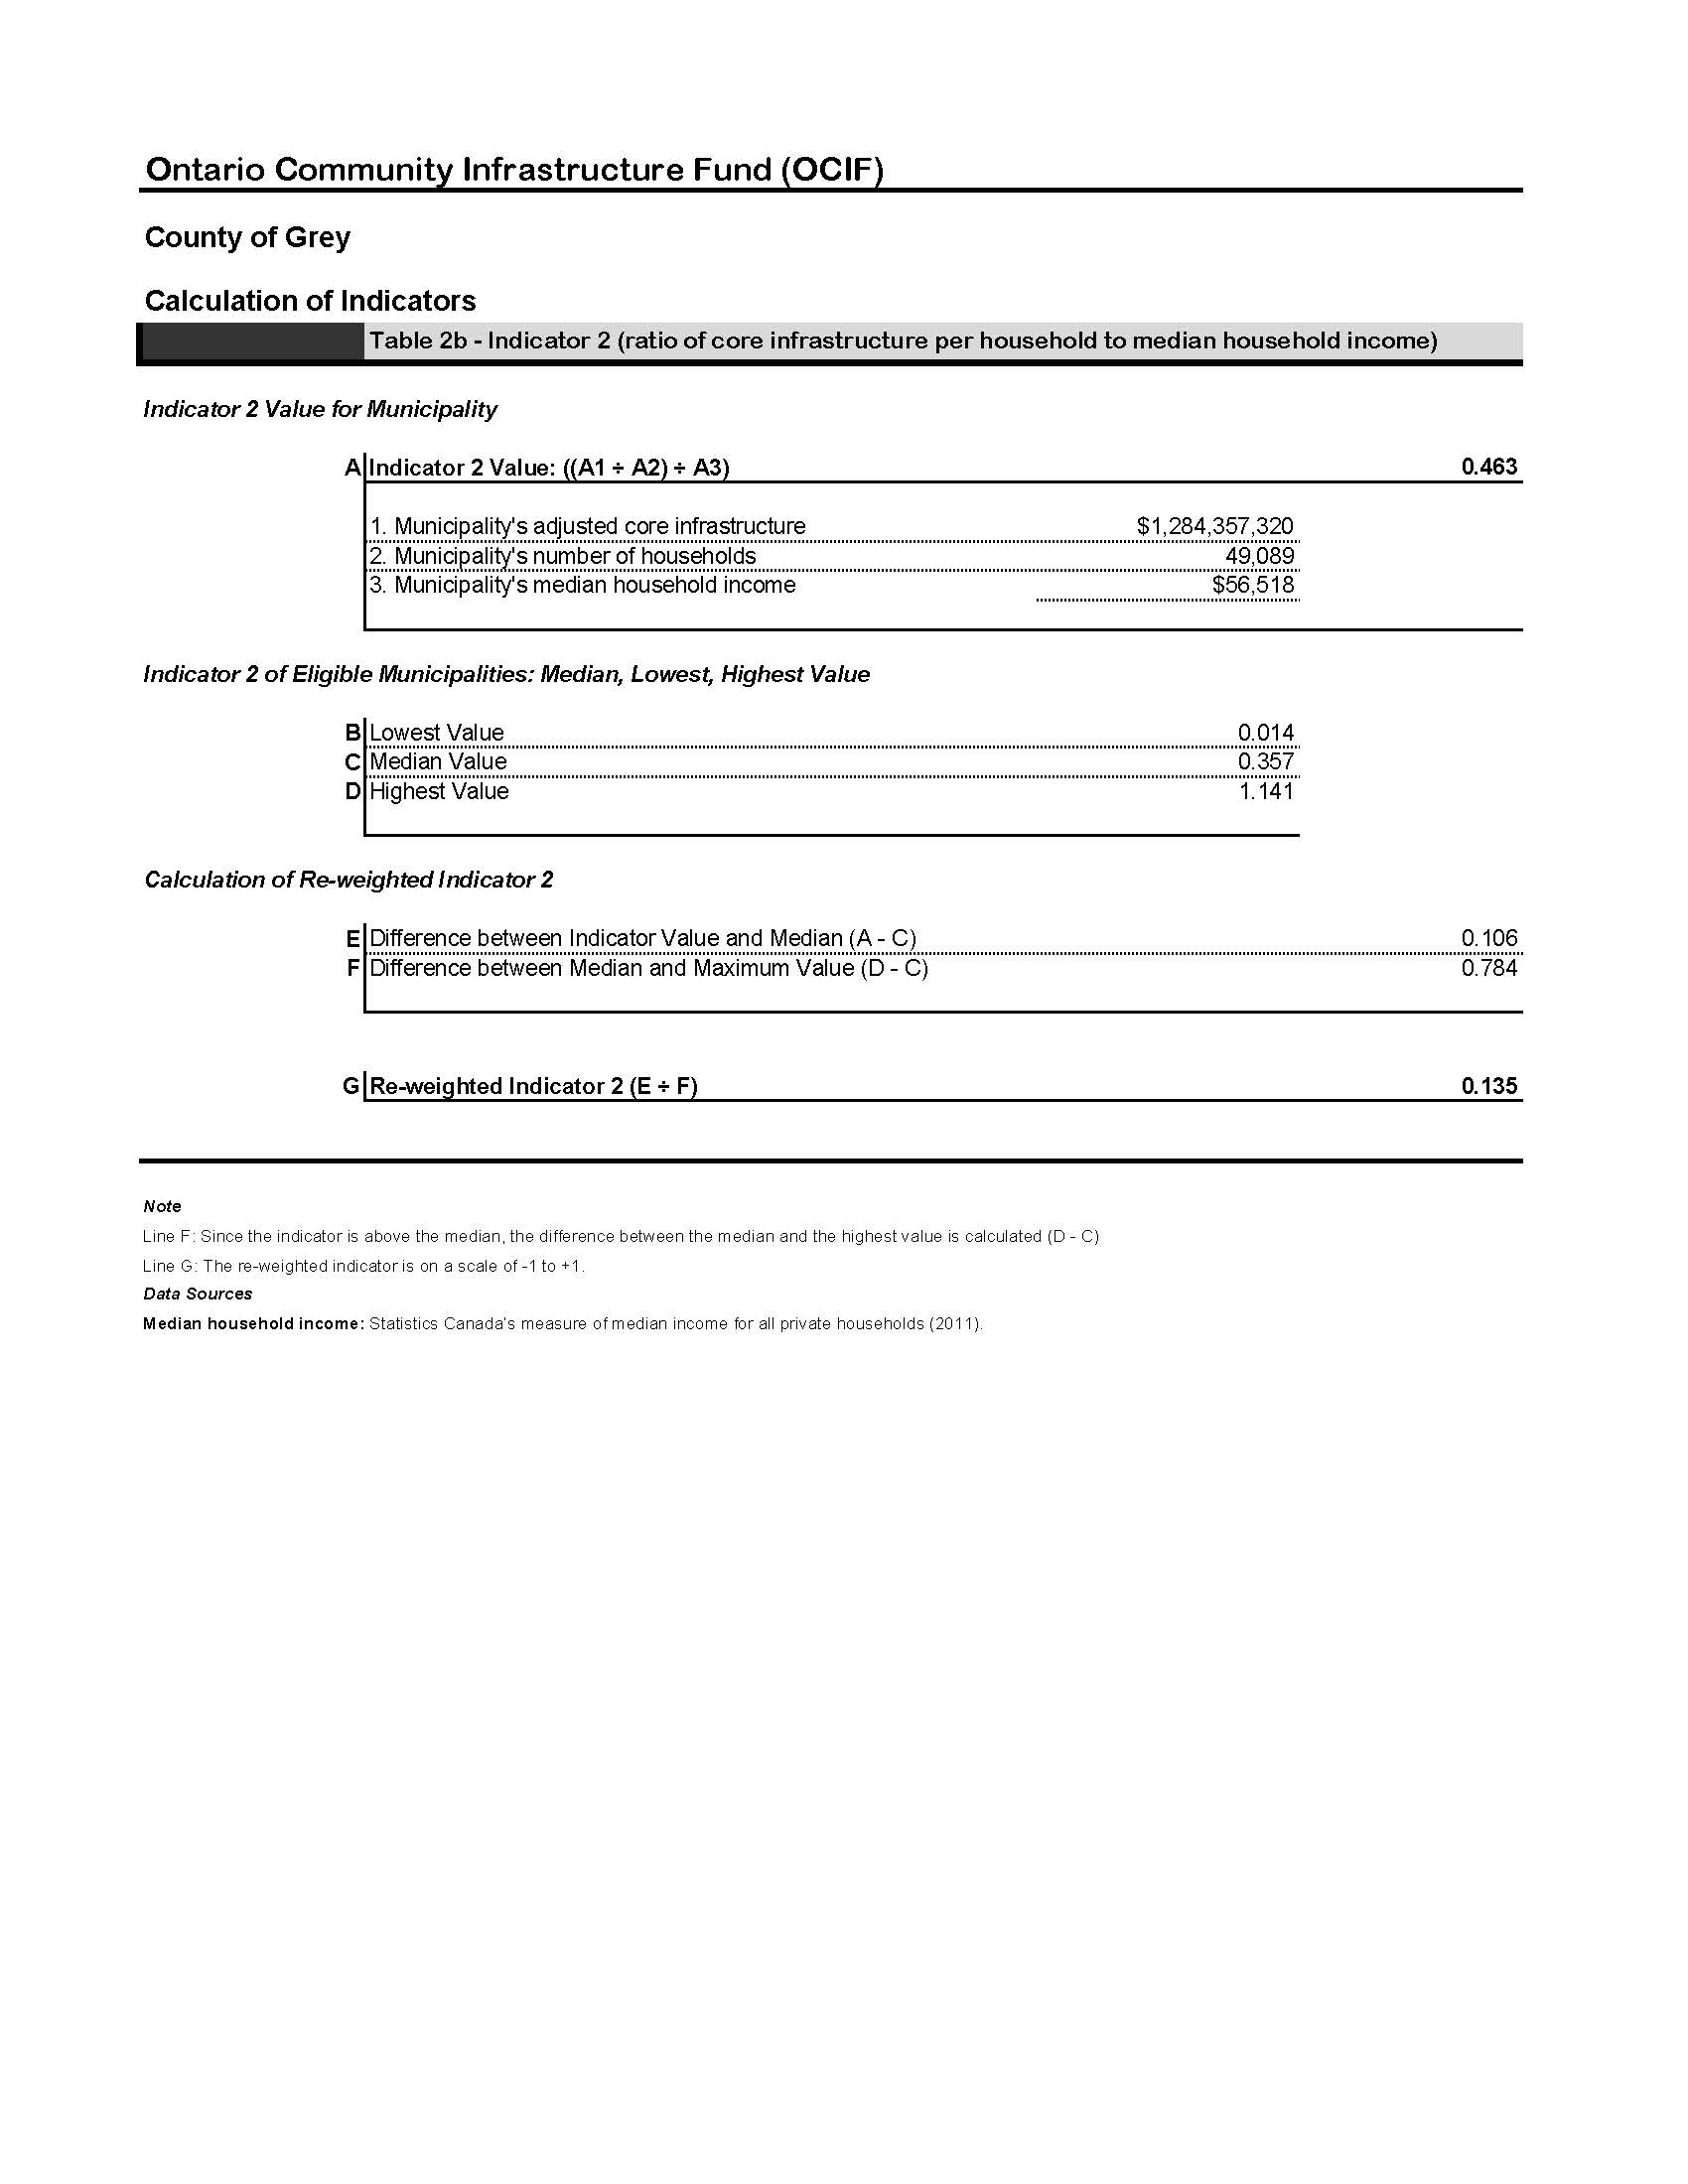 Ontario Community Infrastructure Fund (OCIF)
County of Grey
Calculation of Indicators
Table 2b - Indicator 2 (ratio of core infrastructure per household to median household income)
Indicator 2 Value for Municipality
A Indicator 2 Value: ((A1 ÷ A2) ÷ A3) 0.463
1. Municipality's adjusted core infrastructure $1,284,357,320
2. Municipality's number of households 49,089
3. Municipality's median household income $56,518
Indicator 2 of Eligible Municipalities: Median, Lowest, Highest Value
B Lowest Value 0.014
C Median Value 0.357
D Highest Value 1.141
Calculation of Re-weighted Indicator 2
E Difference between Indicator Value and Median (A - C) 0.106
F Difference between Median and Maximum Value (D - C) 0.784
G Re-weighted Indicator 2 (E ÷ F) 0.135
Note
Line F: Since the indicator is above the median, the difference between the median and the highest value is calculated (D - C)
Line G: The re-weighted indicator is on a scale of -1 to +1.
Data Sources
Median household income: Statistics Canada's measure of median income for all private households (2011).